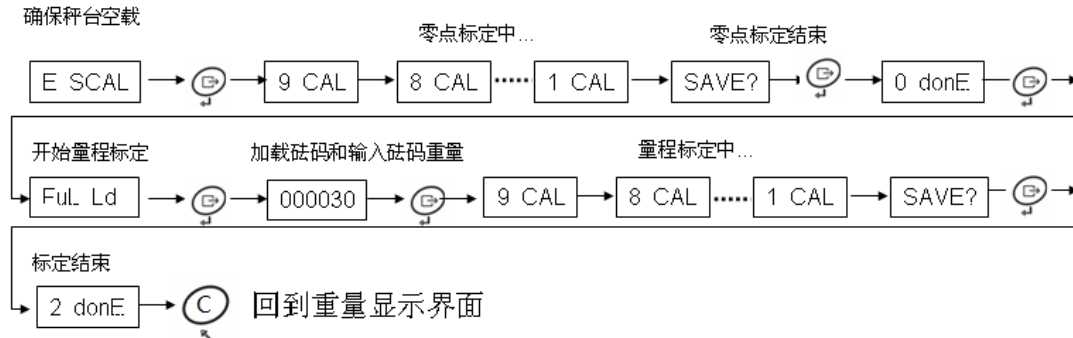 确保秤台空载
零点标定中...
零点标定结束
E SCAL
9 CAL
8 CAL
1 CAL
SAVE?
0 donE
开始量程标定
加载砝码和输入砝码重量
量程标定中...
FuL Ld
000030
9 CAL
8 CAL
1 CAL
SAVE?
标定结束
2 donE
C
回到重量显示界面